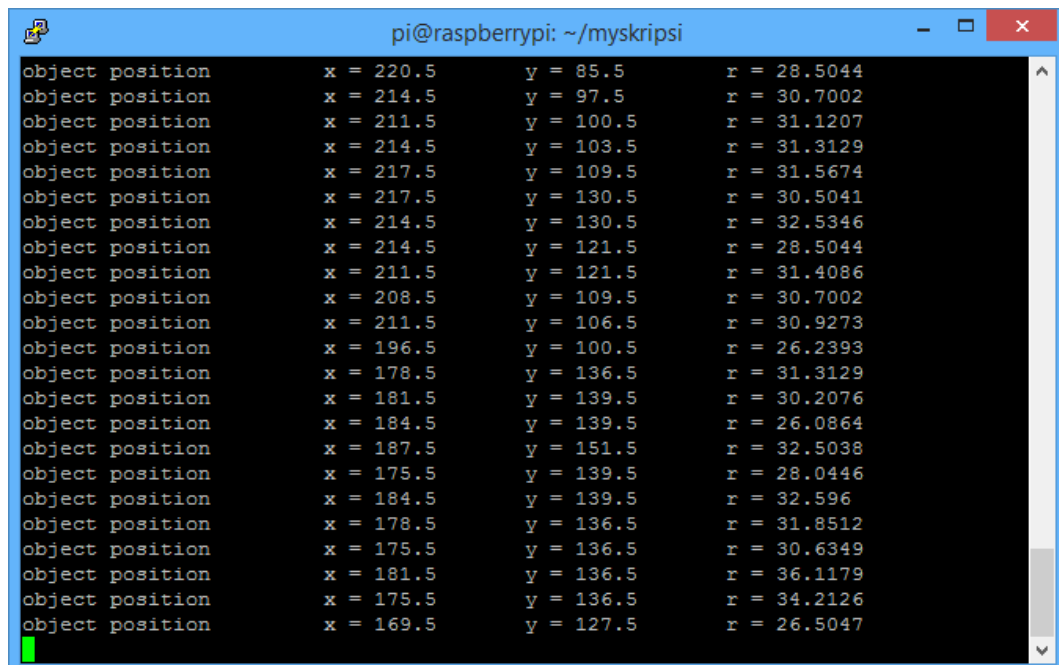 pi@raspberrypi: ~/myskripsi
object position x = 220.5 y = 85.5 r = 28.5044
object position x = 214.5 y = 97.5 r = 30.7002
object position x = 211.5 y = 100.5 r = 31.1207
object position x = 214.5 y = 103.5 r = 31.3129
object position x = 217.5 y = 109.5 r = 31.5674
object position x = 217.5 y = 130.5 r = 30.5041
object position x = 214.5 y = 130.5 r = 32.5346
object position x = 214.5 y = 121.5 r = 28.5044
object position x = 211.5 y = 121.5 r = 31.4086
object position x = 208.5 y = 109.5 r = 30.7002
object position x = 211.5 y = 106.5 r = 30.9273
object position x = 196.5 y = 100.5 r = 26.2393
object position x = 178.5 y = 136.5 r = 31.3129
object position x = 181.5 y = 139.5 r = 30.2076
object position x = 184.5 y = 139.5 r = 26.0864
object position x = 187.5 y = 151.5 r = 32.5038
object position x = 175.5 y = 139.5 r = 28.0446
object position x = 184.5 y = 139.5 r = 32.596
object position x = 178.5 y = 136.5 r = 31.8512
object position x = 175.5 y = 136.5 r = 30.6349
object position x = 181.5 y = 136.5 r = 36.1179
object position x = 175.5 y = 136.5 r = 34.2126
object position x = 169.5 y = 127.5 r = 26.5047